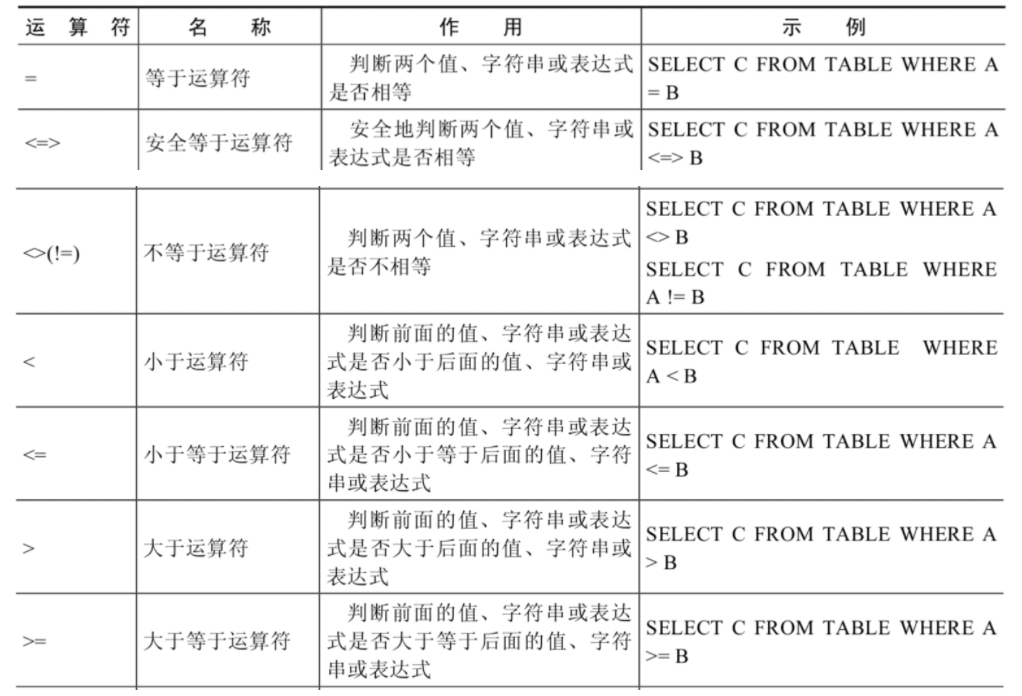 运 算 符 名 称 作 用 示 例
= 等于运算符 判断两个值、字符串或表达式是否相等 SELECT C FROM TABLE WHERE A = B
<=> 安全等于运算符 安全地判断两个值、字符串或表达式是否相等 SELECT C FROM TABLE WHERE A <=> B
<>(!=) 不等于运算符 判断两个值、字符串或表达式是否不相等 SELECT C FROM TABLE WHERE A <> B SELECT C FROM TABLE WHERE A != B
< 小于运算符 判断前面的值、字符串或表达式是否小于后面的值、字符串或表达式 SELECT C FROM TABLE WHERE A < B
<= 小于等于运算符 判断前面的值、字符串或表达式是否小于等于后面的值、字符串或表达式 SELECT C FROM TABLE WHERE A <= B
> 大于运算符 判断前面的值、字符串或表达式是否大于后面的值、字符串或表达式 SELECT C FROM TABLE WHERE A > B
>= 大于等于运算符 判断前面的值、字符串或表达式是否大于等于后面的值、字符串或表达式 SELECT C FROM TABLE WHERE A >= B